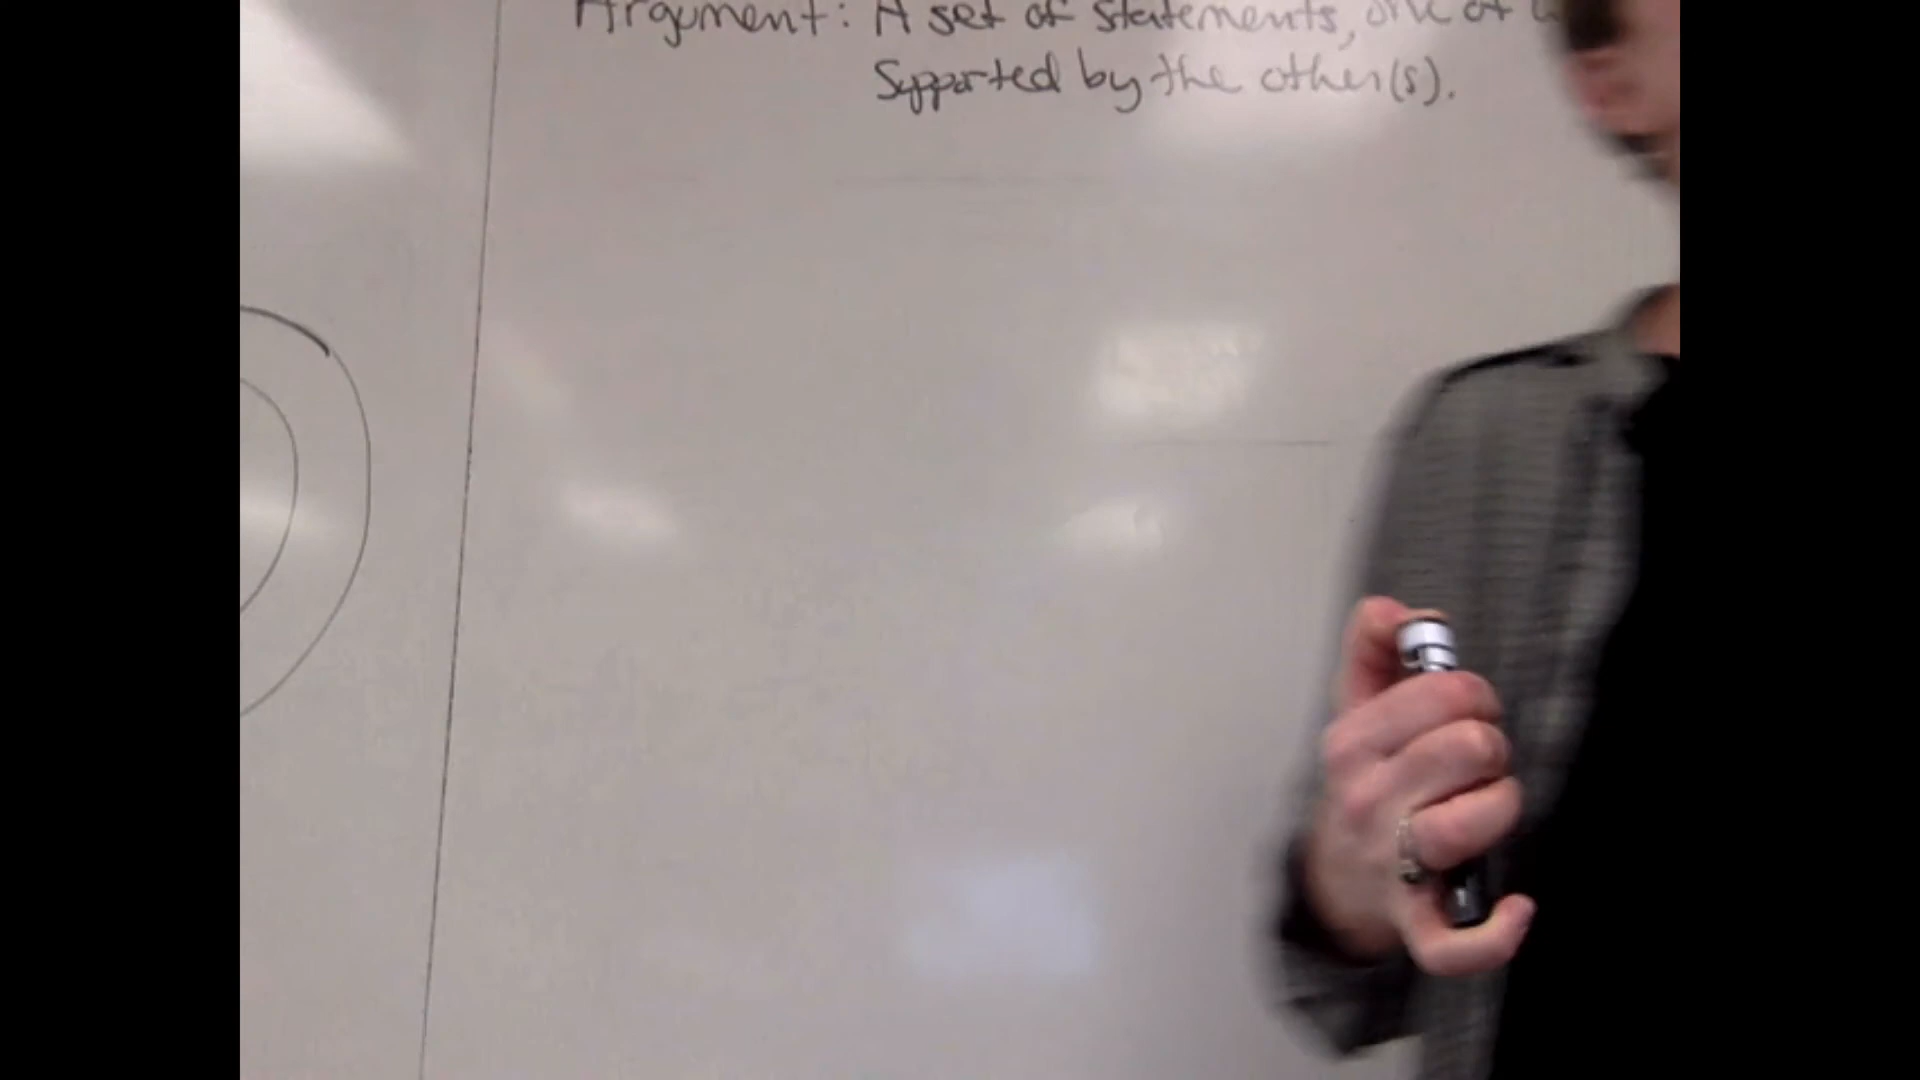 Argument: A set of statements, one of
Supported by the other(s).